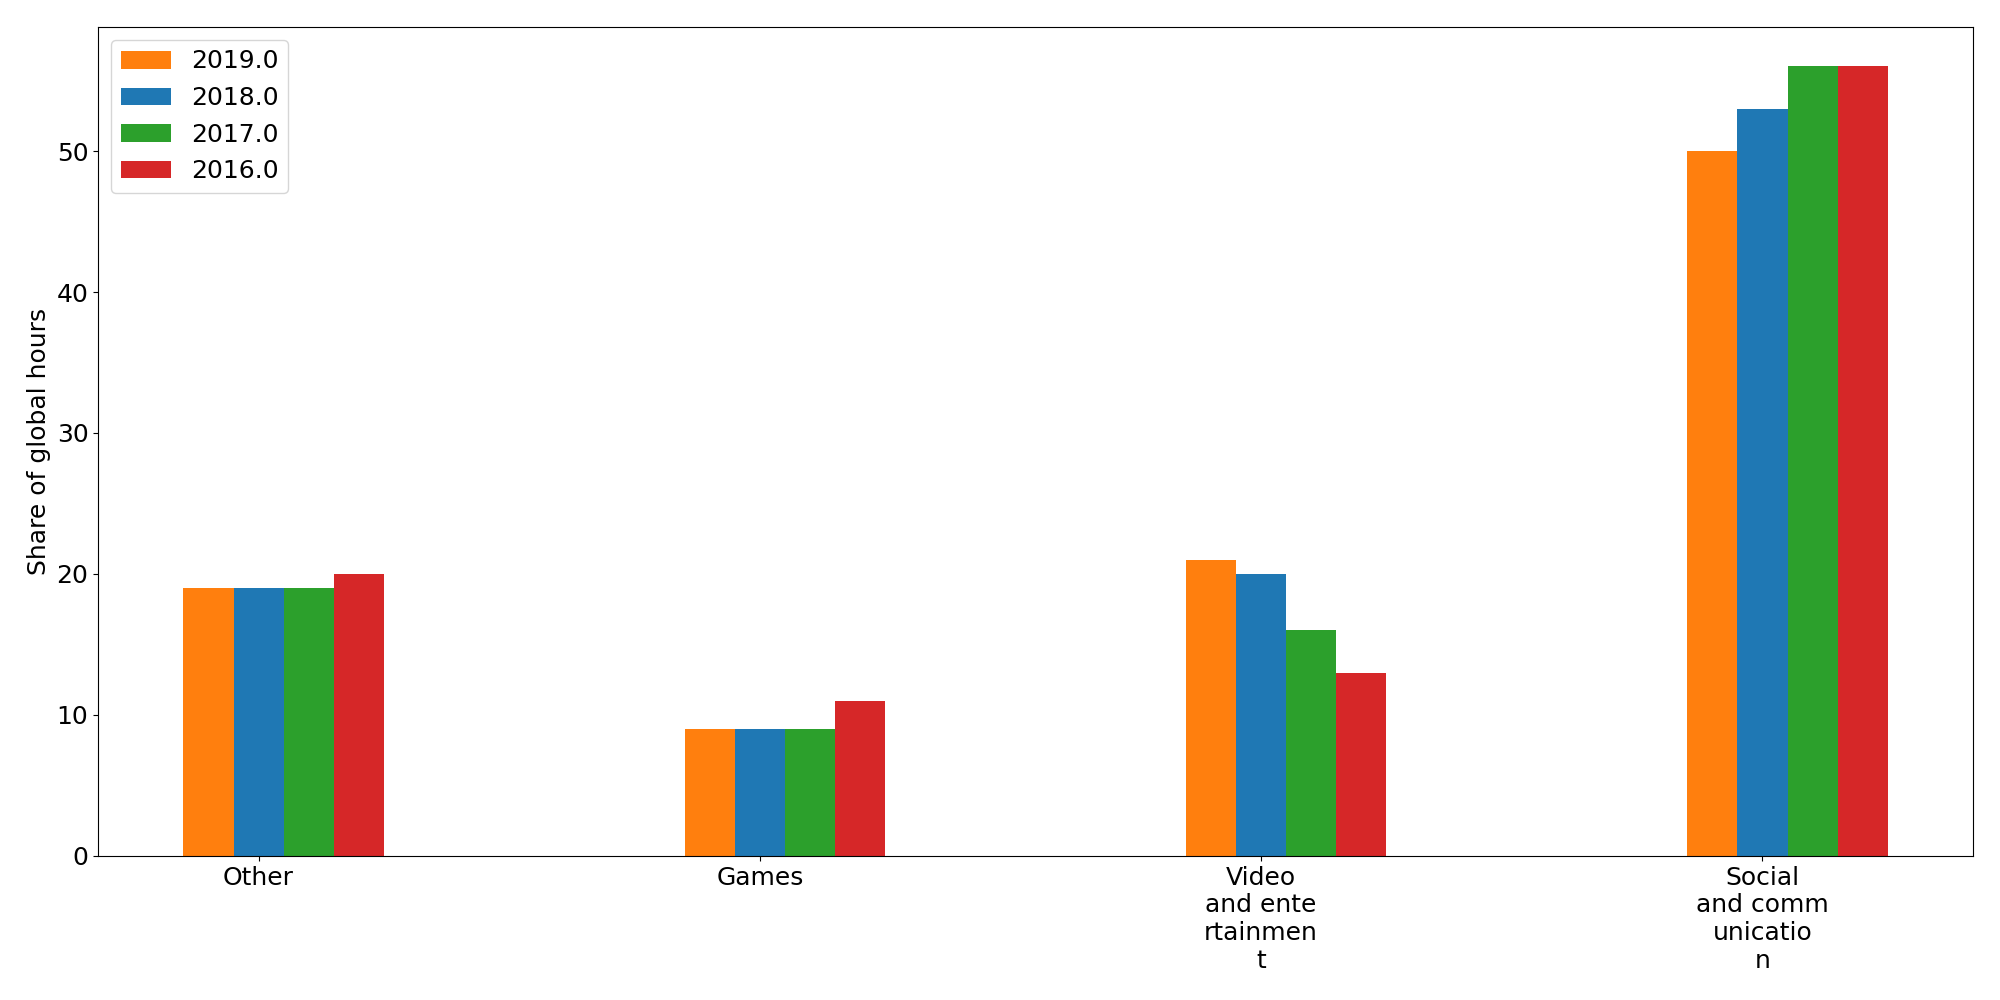 2019.0
2018.0
2017.0
2016.0
Share of global hours
50
40
30
20
10
0
Other
Games
Video
and ente
rtainmen
t
Social
and comm
unicatio
n